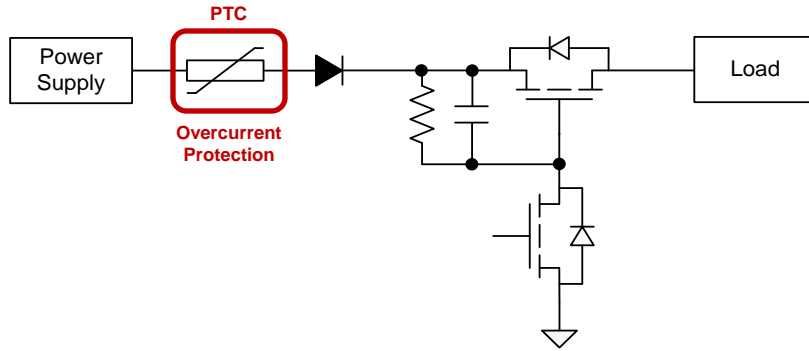 PTC
Power
Supply
Load
Overcurrent
Protection